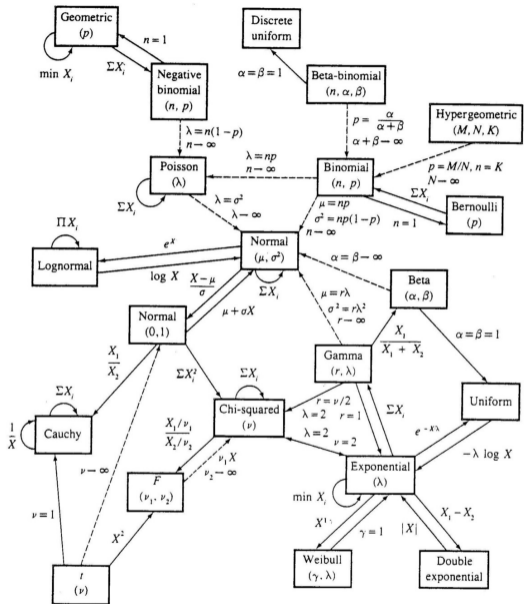 Geometric
(p)
n = 1
min X_i
ΣX_i
Negative
binomial
(n, p)
Discrete
uniform
α = β = 1
Beta-binomial
(n, α, β)
p = α / (α + β)
α + β → ∞
Hypergeometric
(M, N, K)
λ = n(1 − p)
n → ∞
p = M/N, n = K
N → ∞
Poisson
(λ)
λ = np
n → ∞
Binomial
(n, p)
ΣX_i
ΣX_i
Bernoulli
(p)
n = 1
λ = σ²
λ → ∞
μ = np
σ² = np(1 − p)
n → ∞
ΠX_i
Lognormal
e^X
log X
Normal
(μ, σ²)
ΣX_i
(X − μ) / σ
μ + σX
α = β → ∞
Beta
(α, β)
μ = rλ
σ² = rλ²
r → ∞
X_1 / (X_1 + X_2)
α = β = 1
Normal
(0, 1)
X_1 / X_2
ΣX_i²
Gamma
(r, λ)
ΣX_i
Chi-squared
(ν)
r = ν/2
λ = 2
r = 1
ΣX_i
Uniform
ΣX_i
Cauchy
1 / X
(X_1/ν_1) / (X_2/ν_2)
ν_1 X
ν_2 → ∞
λ = 2
ν = 2
e^{−Xλ}
−λ log X
ν → ∞
F
(ν_1, ν_2)
Exponential
(λ)
min X_i
ν = 1
X²
t
(ν)
γ = 1
|X|
X_1 − X_2
Weibull
(γ, λ)
Double
exponential